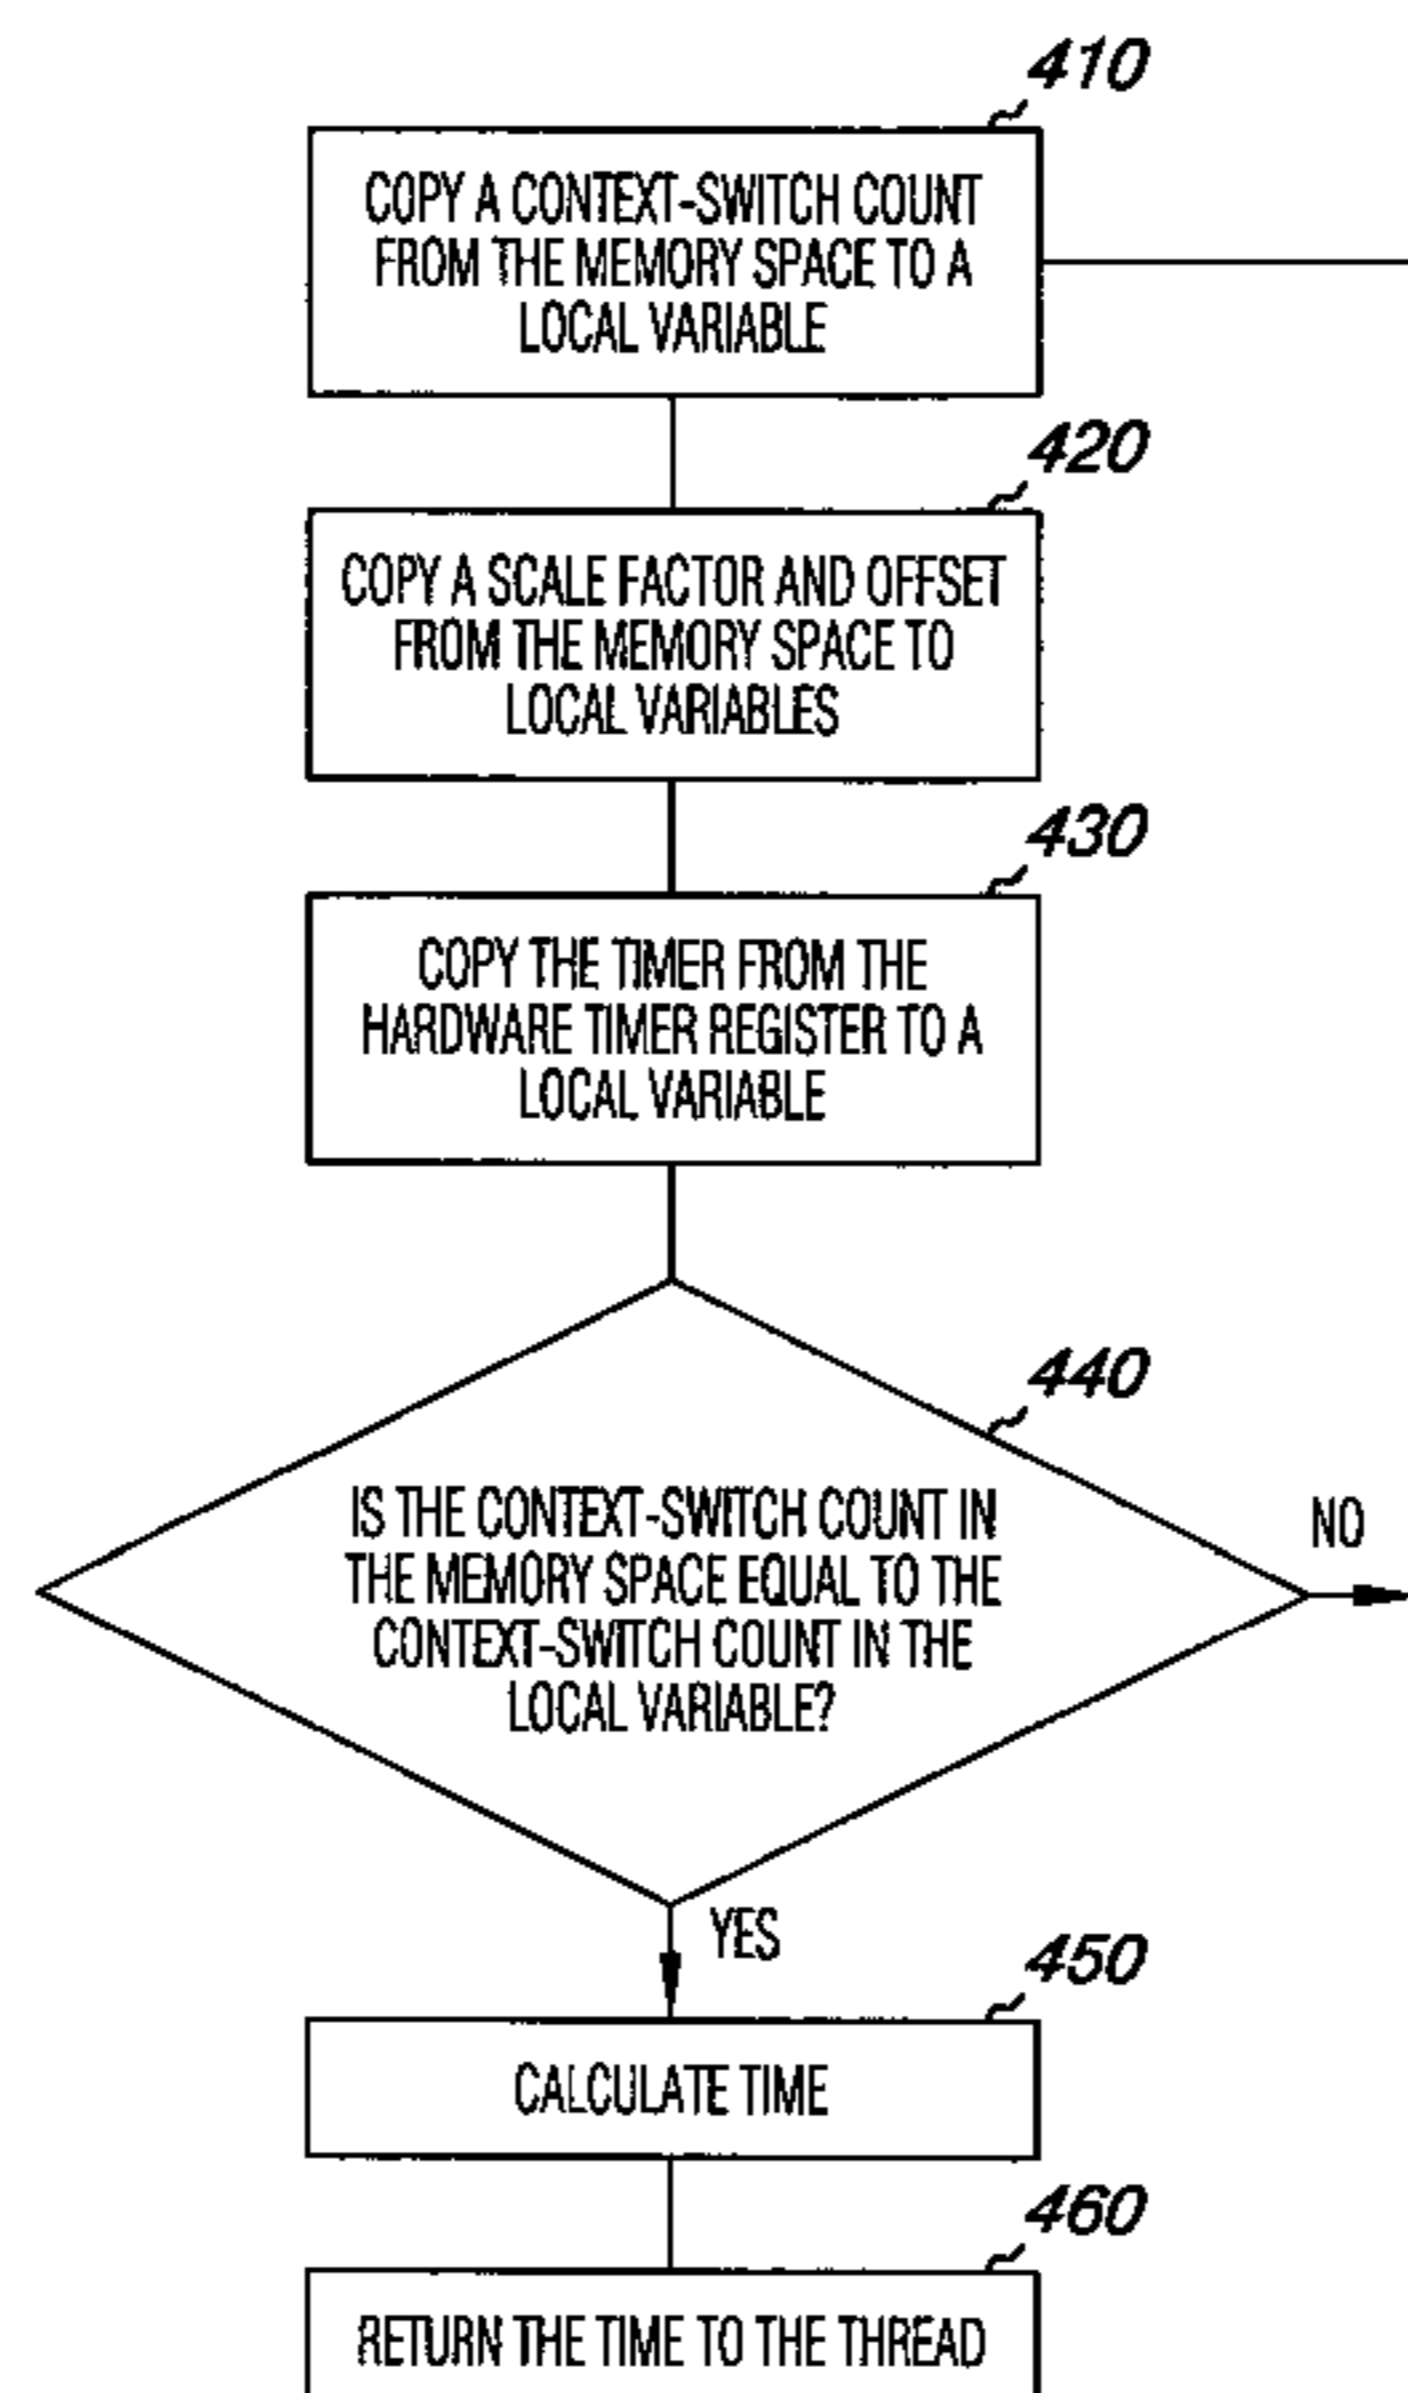 410
COPY A CONTEXT-SWITCH COUNT
FROM THE MEMORY SPACE TO A
LOCAL VARIABLE
420
COPY A SCALE FACTOR AND OFFSET
FROM THE MEMORY SPACE TO
LOCAL VARIABLES
430
COPY THE TIMER FROM THE
HARDWARE TIMER REGISTER TO A
LOCAL VARIABLE
440
IS THE CONTEXT-SWITCH COUNT IN
THE MEMORY SPACE EQUAL TO THE
CONTEXT-SWITCH COUNT IN THE
LOCAL VARIABLE?
NO
YES
450
CALCULATE TIME
460
RETURN THE TIME TO THE THREAD